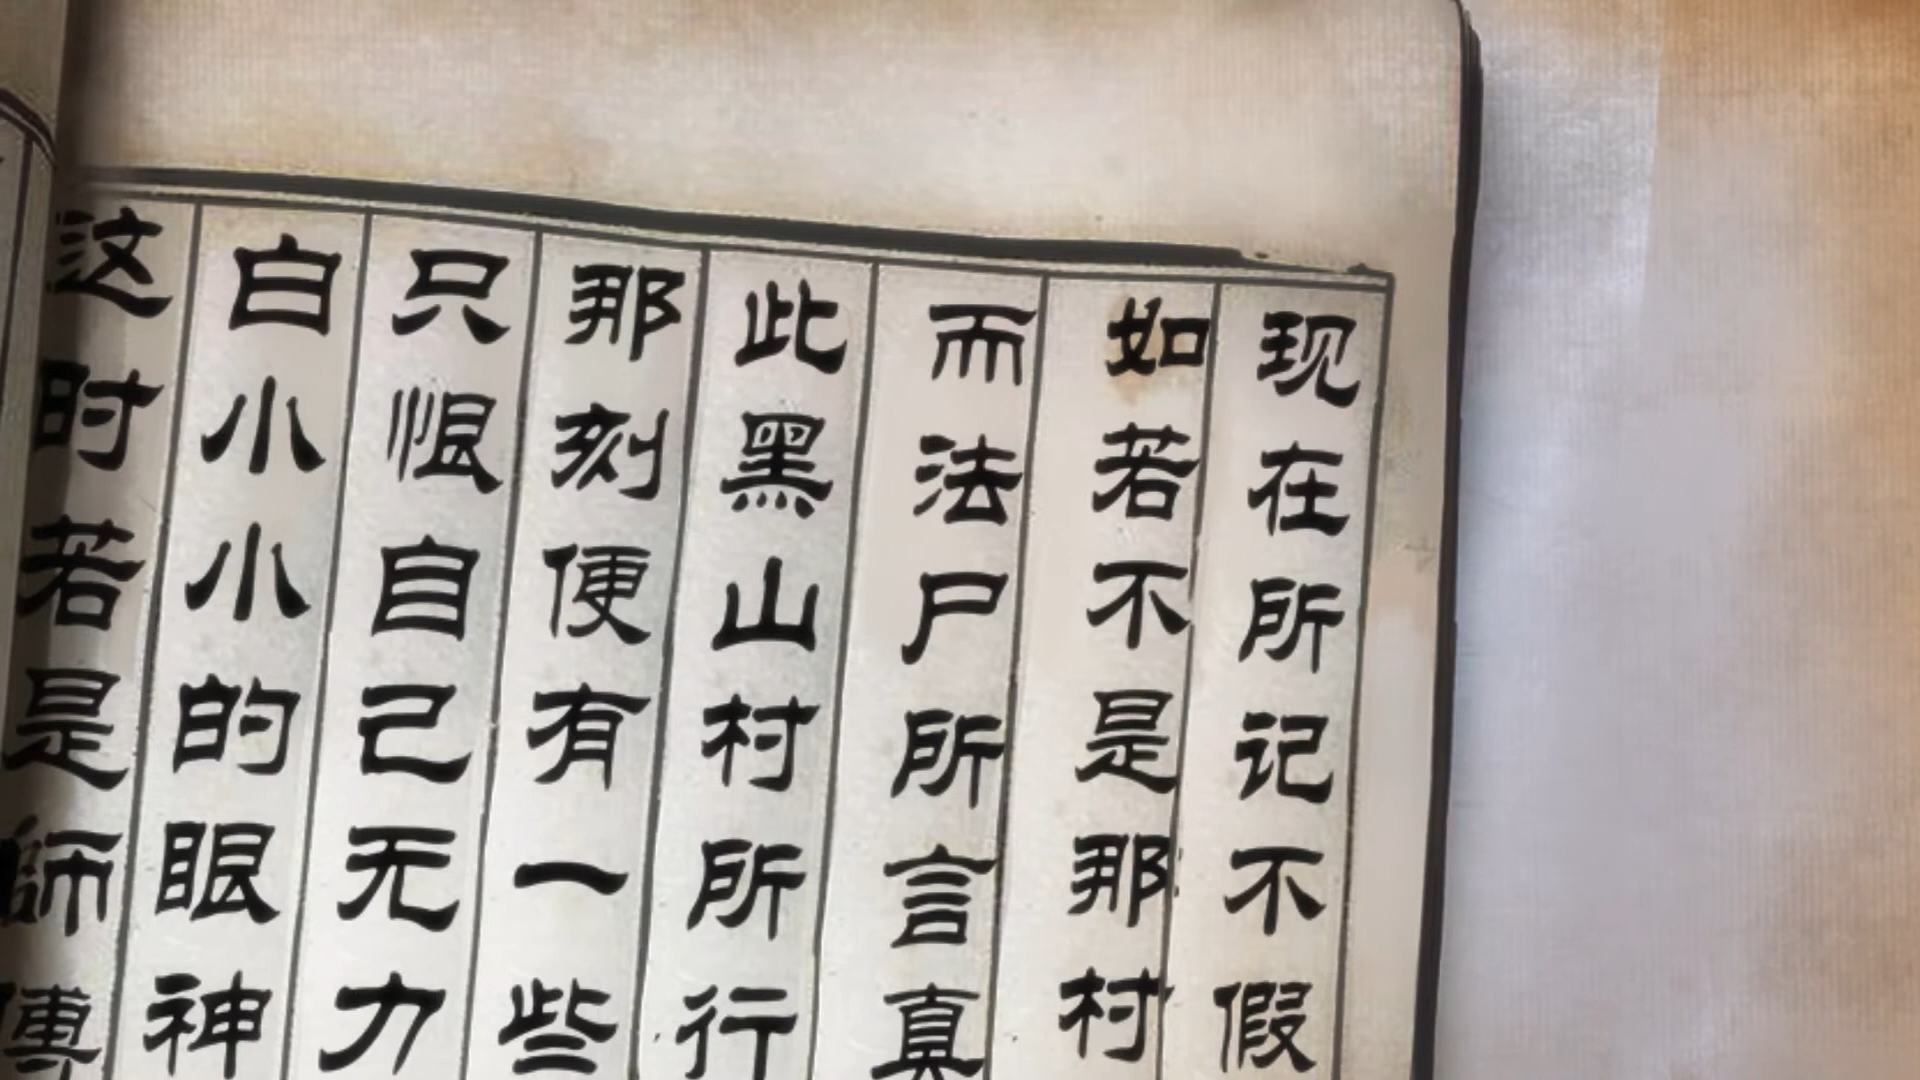 现在所记不假
如若不是那村
而法尸所言真
此黑山村所行
那刻便有一些
只恨自己无力
白小小的眼神
这时若是師傅